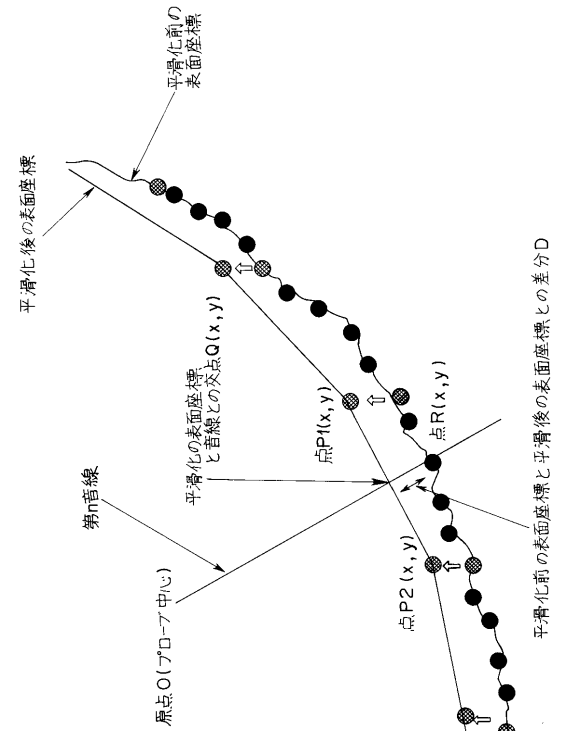 平滑化前の
表面座標
平滑化後の表面座標
平滑化の表面座標
と音線との交点Q(x,y)
点P1(x,y)
点R(x,y)
第n音線
点P2(x,y)
原点O(プローブ中心)
平滑化前の表面座標と平滑後の表面座標との差分D